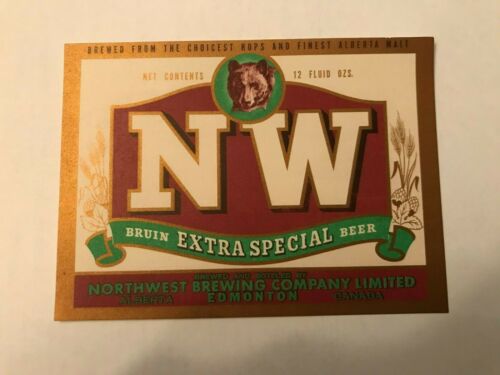 BREWED FROM THE CHOICEST HOPS AND FINEST ALBERTA MALT
NET CONTENTS 12 FLUID OZS.
NW
BRUIN EXTRA SPECIAL BEER
BREWED AND BOTTLED BY
NORTHWEST BREWING COMPANY LIMITED
ALBERTA EDMONTON CANADA